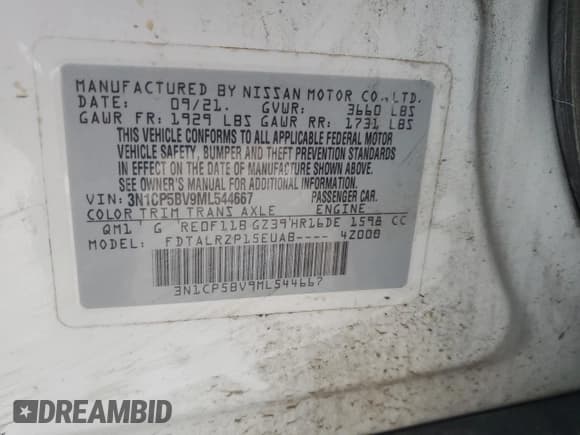 MANUFACTURED BY NISSAN MOTOR CO., LTD.
DATE: 09/21. GVWR: 3660 LBS
GAWR FR: 1929 LBS GAWR RR: 1731 LBS
THIS VEHICLE CONFORMS TO ALL APPLICABLE FEDERAL MOTOR
VEHICLE SAFETY, BUMPER AND THEFT PREVENTION STANDARDS
IN EFFECT ON THE DATE OF MANUFACTURE SHOWN ABOVE.
SEE OWNER'S MANUAL FOR ADDITIONAL INFORMATION.
VIN: 3N1CP5BV9ML544667 PASSENGER CAR.
COLOR TRIM TRANS AXLE ENGINE
QM1 G RE0F11B GZ39 HR16DE 1598 CC
MODEL: FDTALRZP15EUAB---- 4Z008
3N1CP5BV9ML544667
DREAMBID